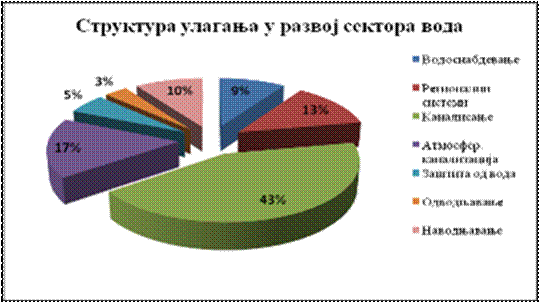 Структура улагања у развој сектора вода
3%
10%
9%
5%
13%
17%
43%
Водоснабдевање
Регионални
системи
Каналисање
Атмосфер.
канализација
Заштита од вода
Одводњавање
Наводњавање